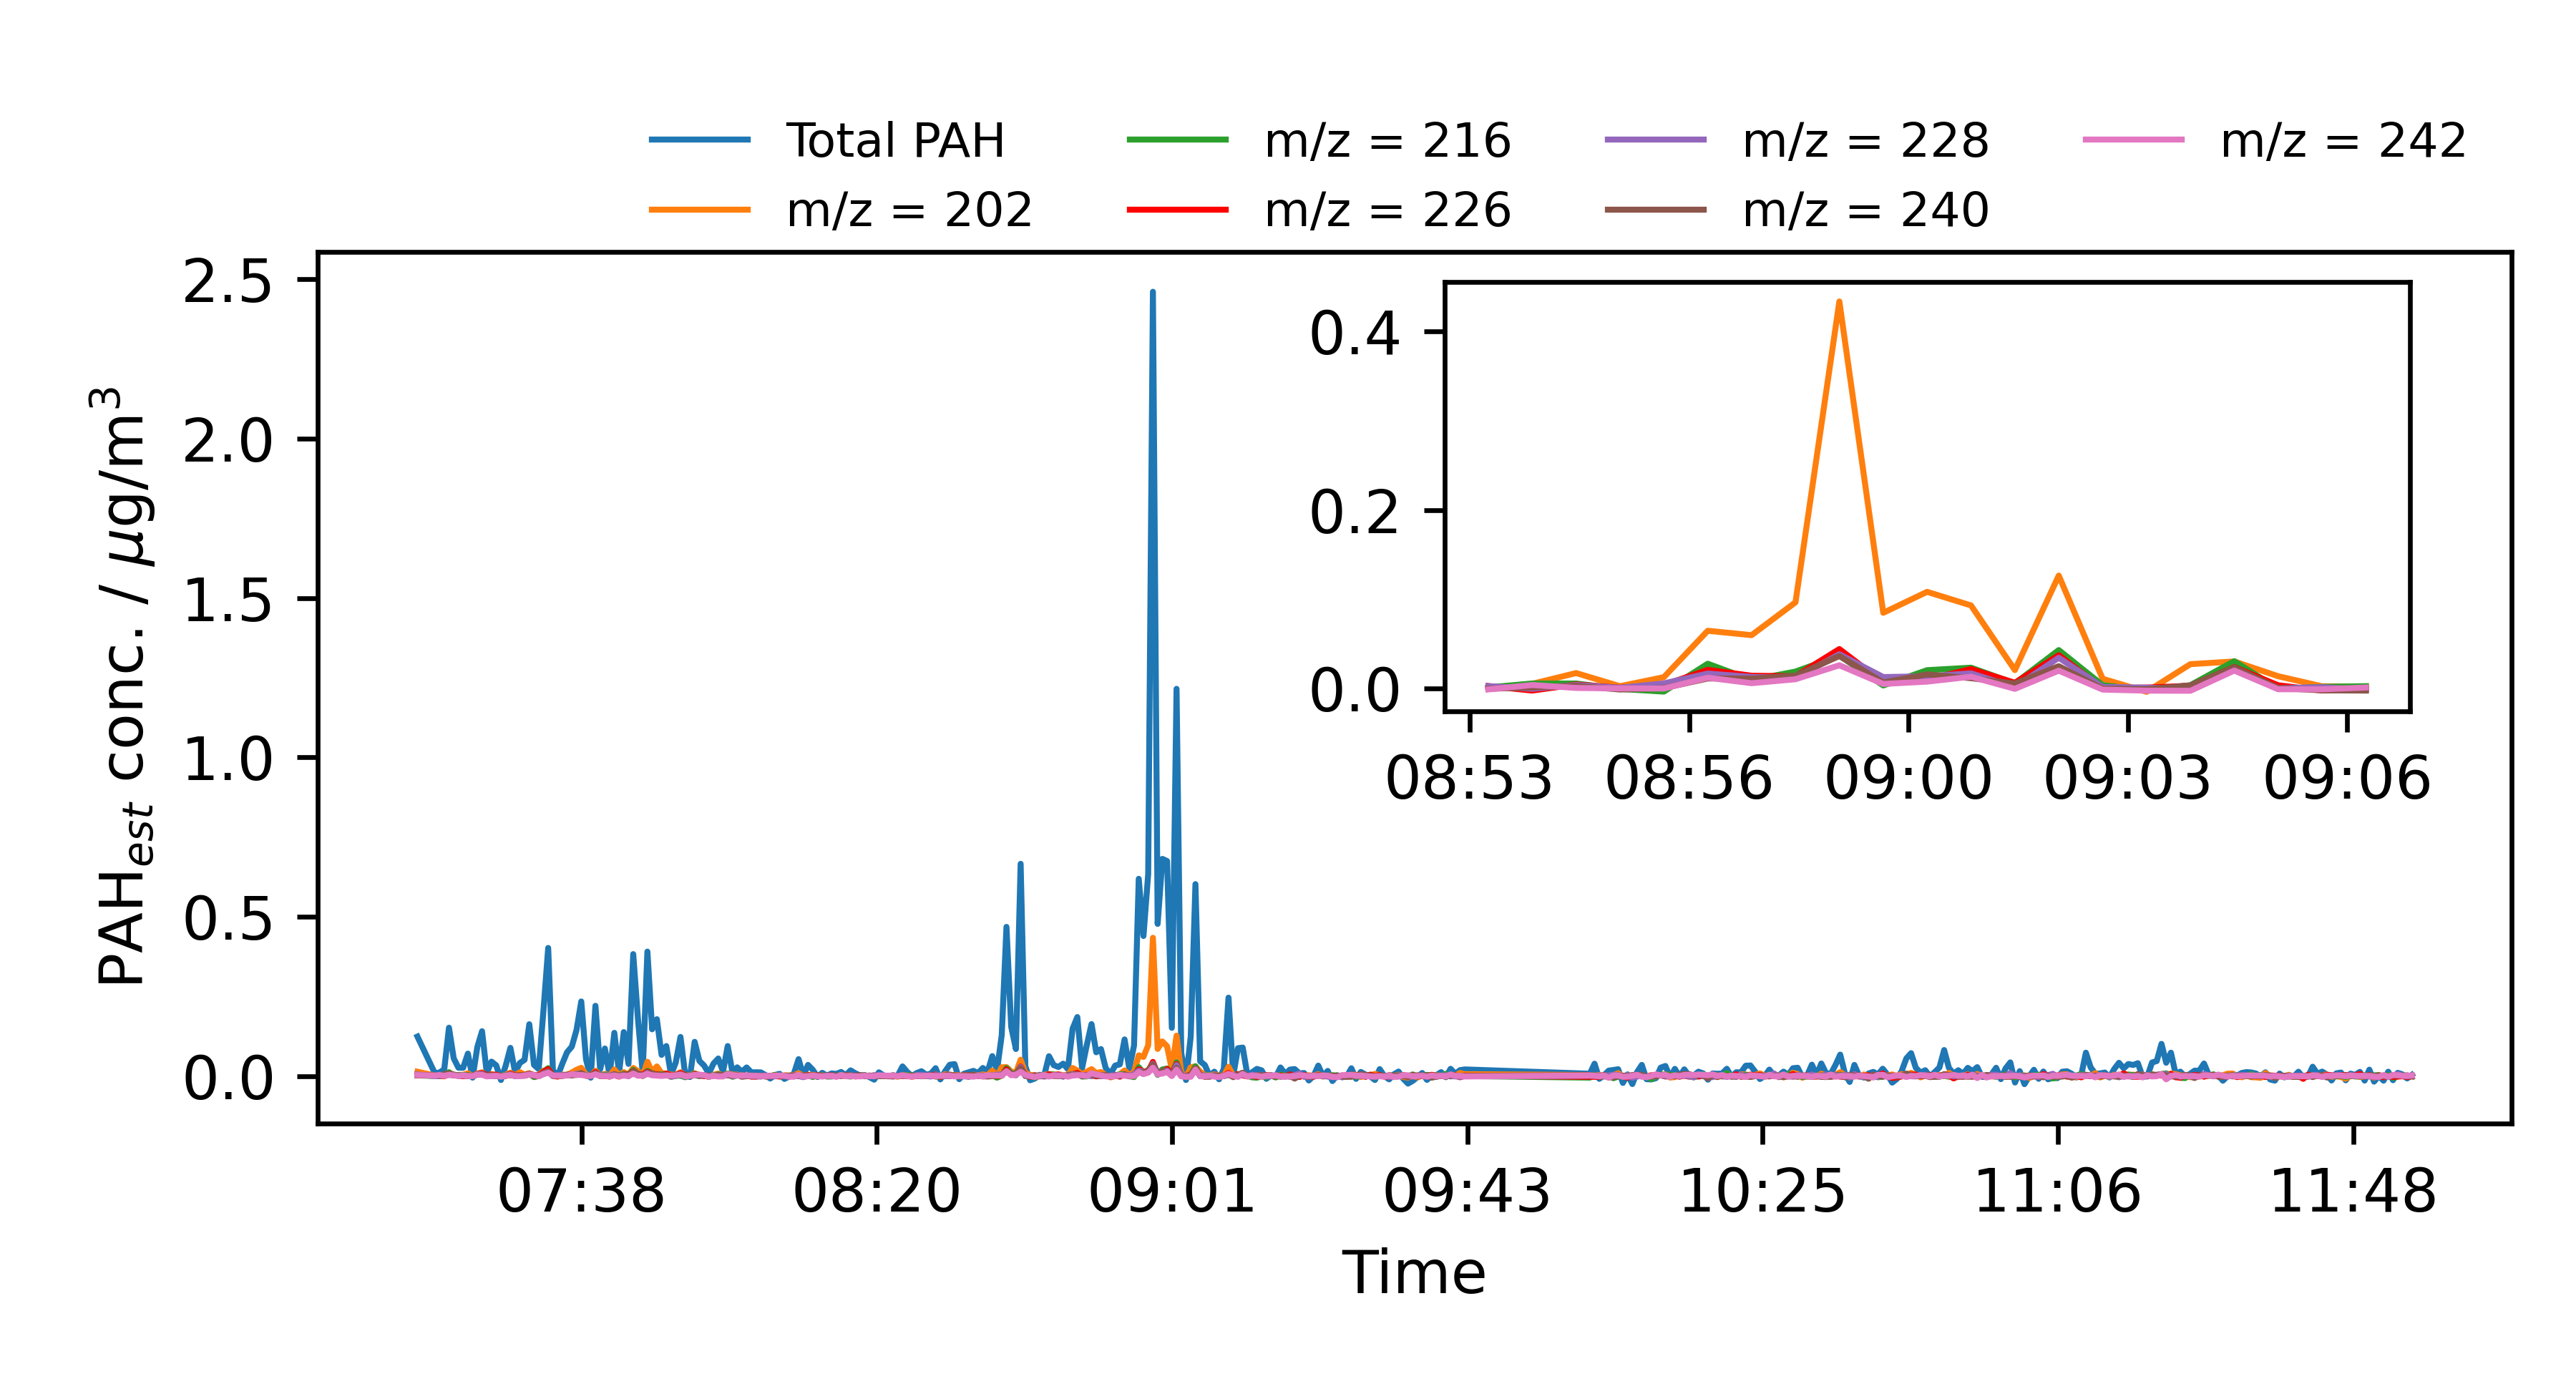 Total PAH m/z = 216 m/z = 228 m/z = 242
m/z = 202 m/z = 226 m/z = 240
PAHest conc. / μg/m³
2.5
2.0
1.5
1.0
0.5
0.0
0.4
0.2
0.0
08:53 08:56 09:00 09:03 09:06
07:38 08:20 09:01 09:43 10:25 11:06 11:48
Time